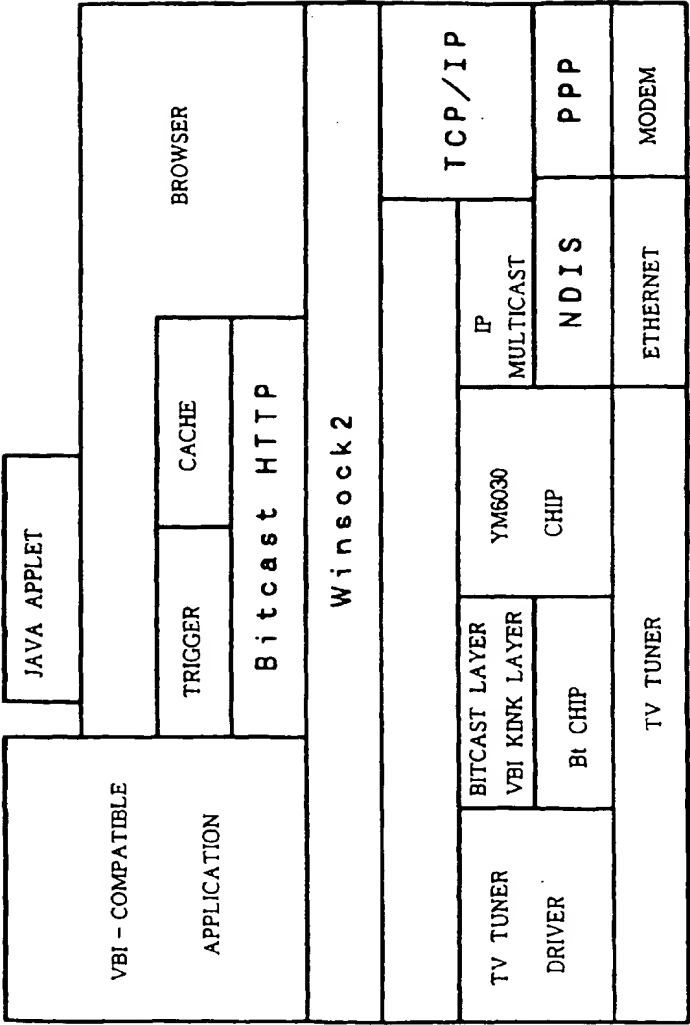 JAVA APPLET
VBI - COMPATIBLE
APPLICATION
BROWSER
TRIGGER
CACHE
Bitcast HTTP
Winsock2
TCP/IP
TV TUNER
DRIVER
BITCAST LAYER
VBI KINK LAYER
Bt CHIP
YM6030
CHIP
IP
MULTICAST
NDIS
PPP
TV TUNER
ETHERNET
MODEM